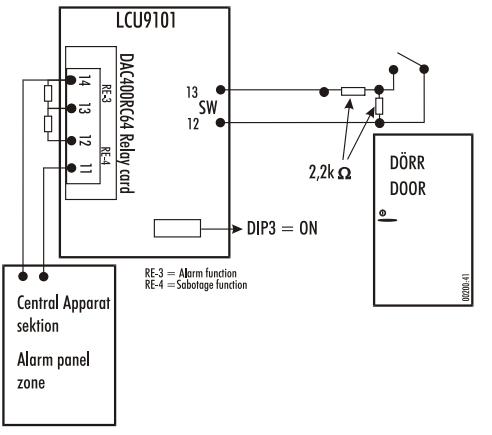 LCU9101
DAC400RC64 Relay card
14
13
12
11
RE-3
RE-4
13
SW
12
2,2k Ω
DÖRR
DOOR
00200-41
DIP3 = ON
RE-3 = Alarm function
RE-4 =Sabotage function
Central Apparat
sektion
Alarm panel
zone